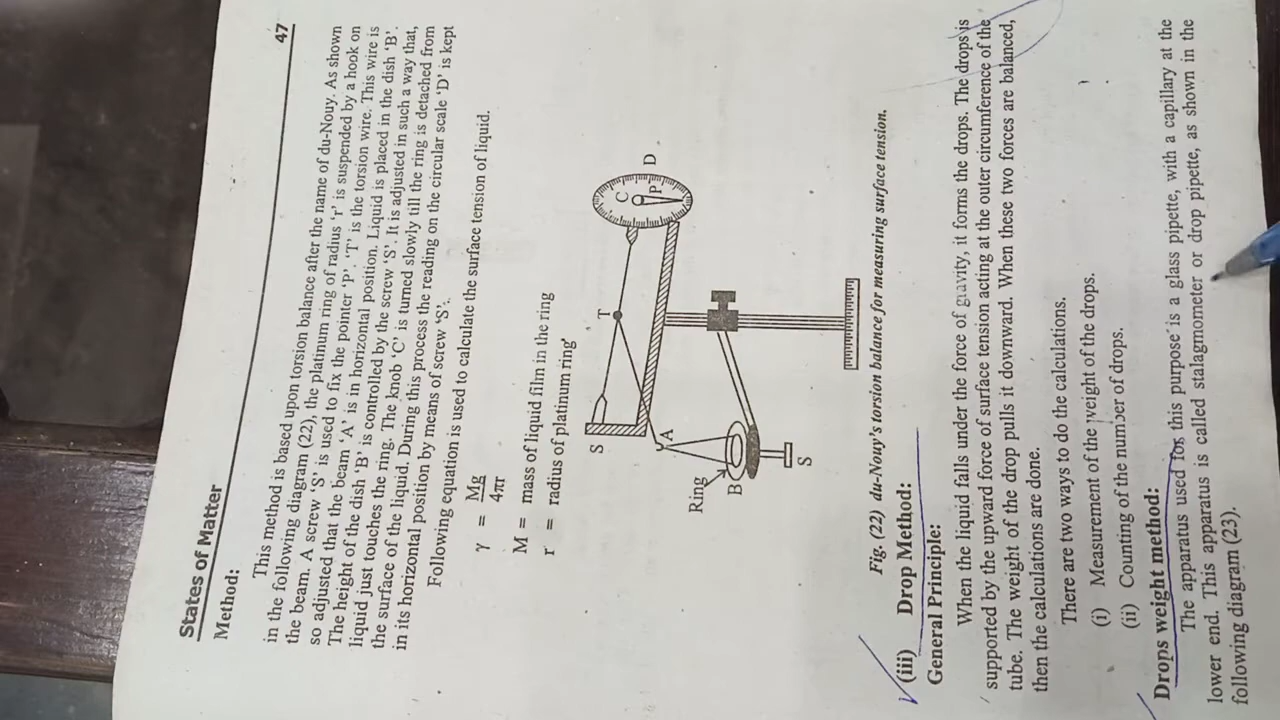 States of Matter 47
Method:
This method is based upon torsion balance after the name of du-Nouy. As shown
in the following diagram (22), the platinum ring of radius 'r' is suspended by a hook on
the beam. A screw 'S' is used to fix the pointer 'P'. 'T' is the torsion wire. This wire is
so adjusted that the beam 'A' is in horizontal position. Liquid is placed in the dish 'B'.
The height of the dish 'B' is controlled by the screw 'S'. It is adjusted in such a way that,
liquid just touches the ring. The knob 'C' is turned slowly till the ring is detached from
the surface of the liquid. During this process the reading on the circular scale 'D' is kept
in its horizontal position by means of screw 'S'.
Following equation is used to calculate the surface tension of liquid.
γ = Mg / 4πr
M = mass of liquid film in the ring
r = radius of platinum ring
S
T
C
P
D
A
Ring
B
S
Fig. (22) du-Nouy's torsion balance for measuring surface tension.
(iii) Drop Method:
General Principle:
When the liquid falls under the force of gravity, it forms the drops. The drops is
supported by the upward force of surface tension acting at the outer circumference of the
tube. The weight of the drop pulls it downward. When these two forces are balanced,
then the calculations are done.
There are two ways to do the calculations.
(i) Measurement of the weight of the drops.
(ii) Counting of the number of drops.
Drops weight method:
The apparatus used for this purpose is a glass pipette, with a capillary at the
lower end. This apparatus is called stalagmometer or drop pipette, as shown in the
following diagram (23).